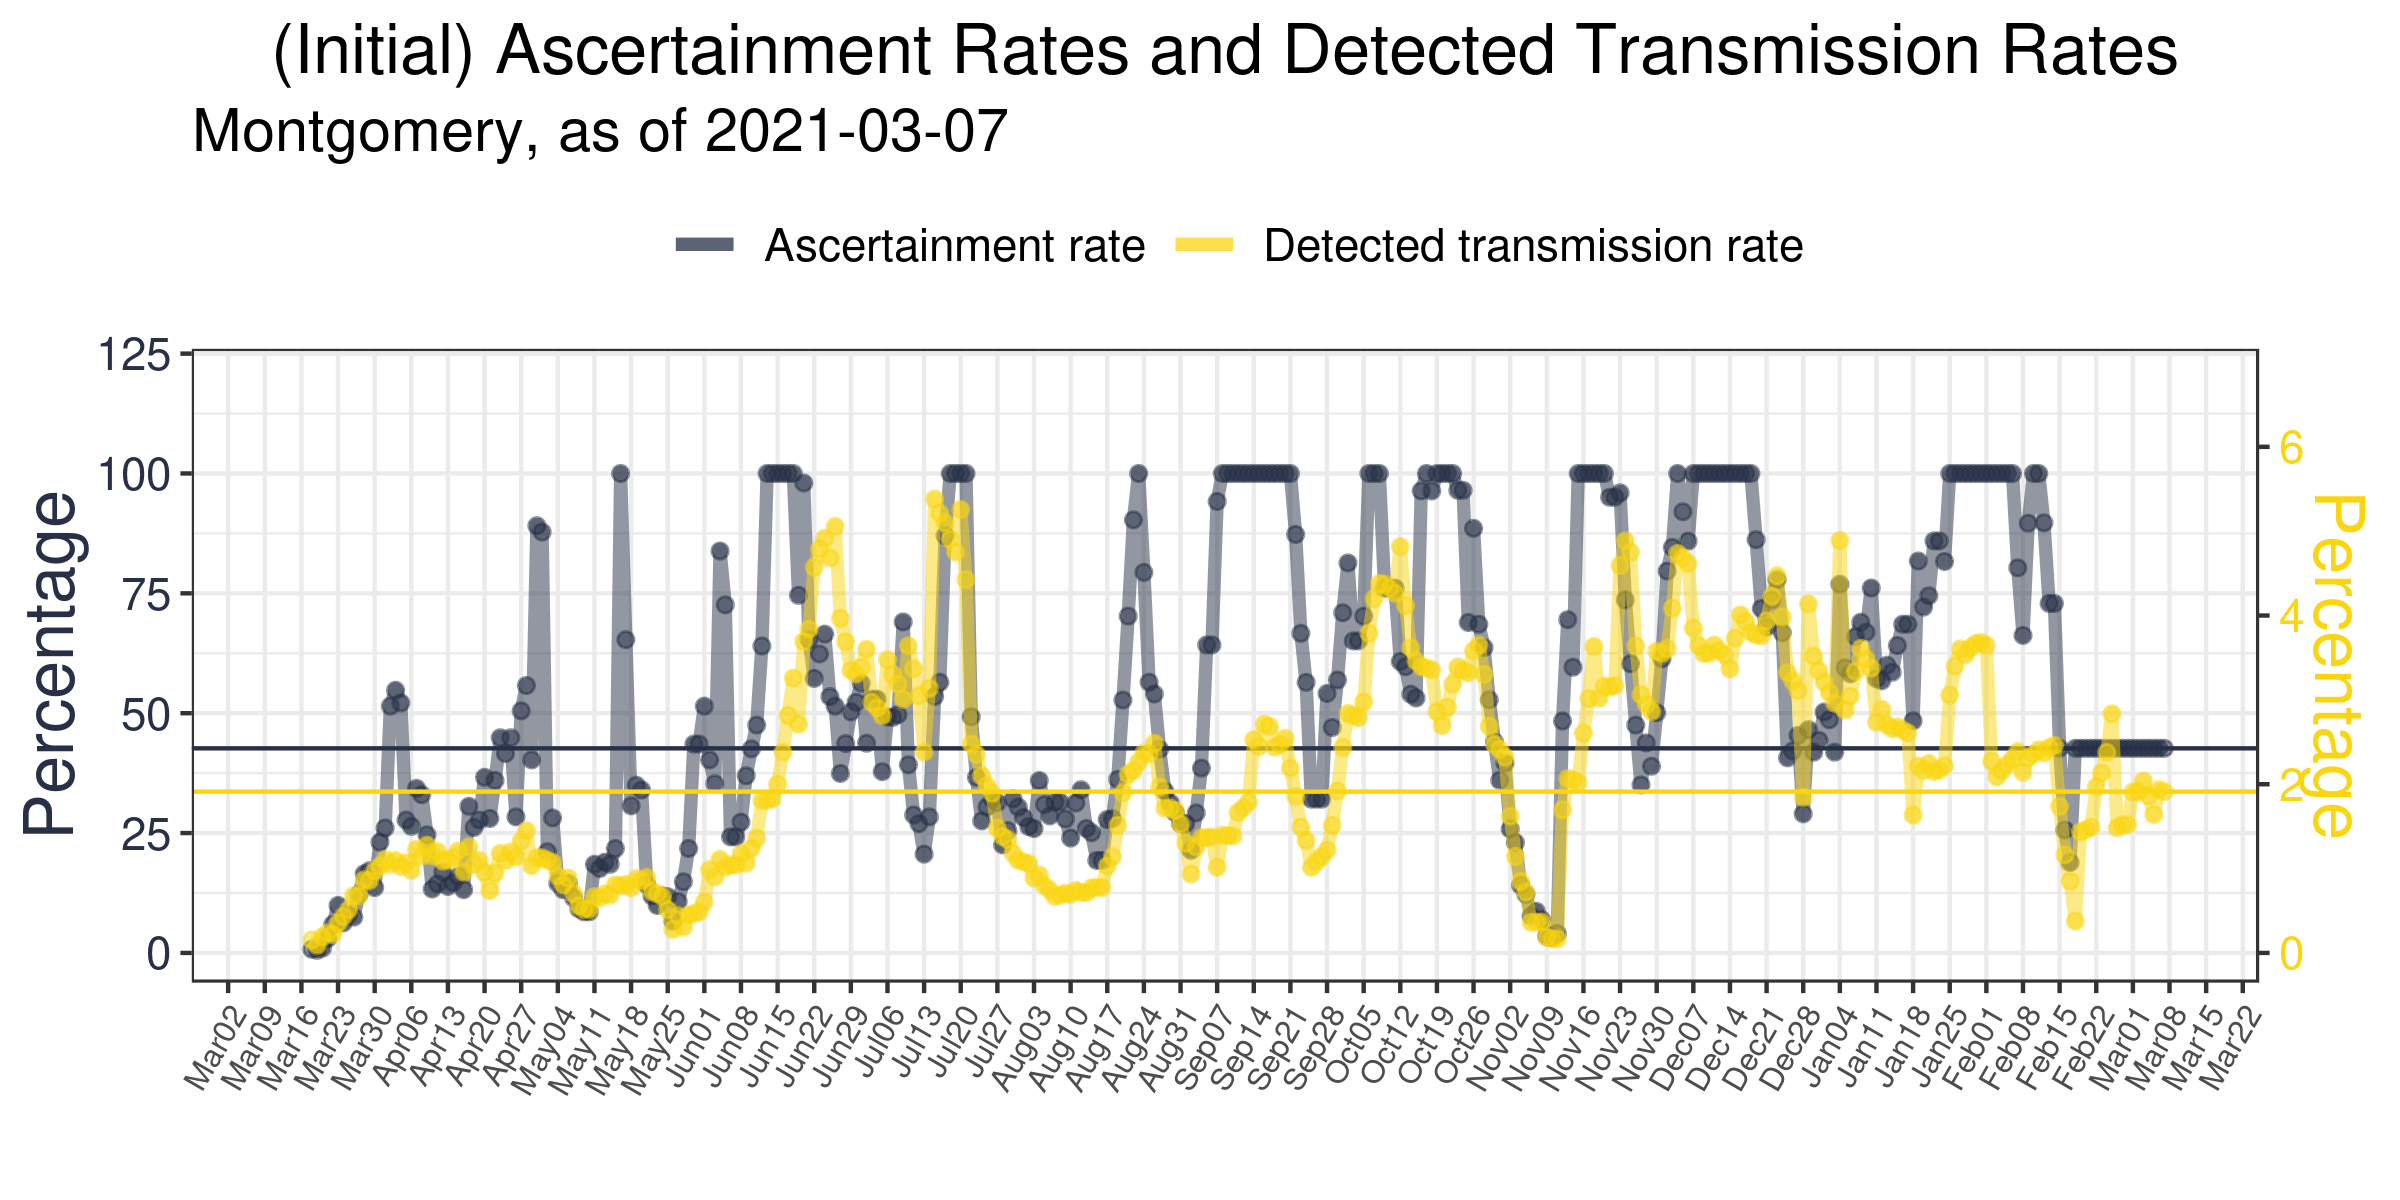 (Initial) Ascertainment Rates and Detected Transmission Rates
Montgomery, as of 2021-03-07
Ascertainment rate
Detected transmission rate
125
100
75
50
25
0
Percentage
6
4
2
0
Percentage
Mar02
Mar09
Mar16
Mar23
Mar30
Apr06
Apr13
Apr20
Apr27
May04
May11
May18
May25
Jun01
Jun08
Jun15
Jun22
Jun29
Jul06
Jul13
Jul20
Jul27
Aug03
Aug10
Aug17
Aug24
Aug31
Sep07
Sep14
Sep21
Sep28
Oct05
Oct12
Oct19
Oct26
Nov02
Nov09
Nov16
Nov23
Nov30
Dec07
Dec14
Dec21
Dec28
Dec04
Jan11
Jan18
Jan25
Feb01
Feb08
Feb15
Feb22
Mar01
Mar08
Mar15
Mar22